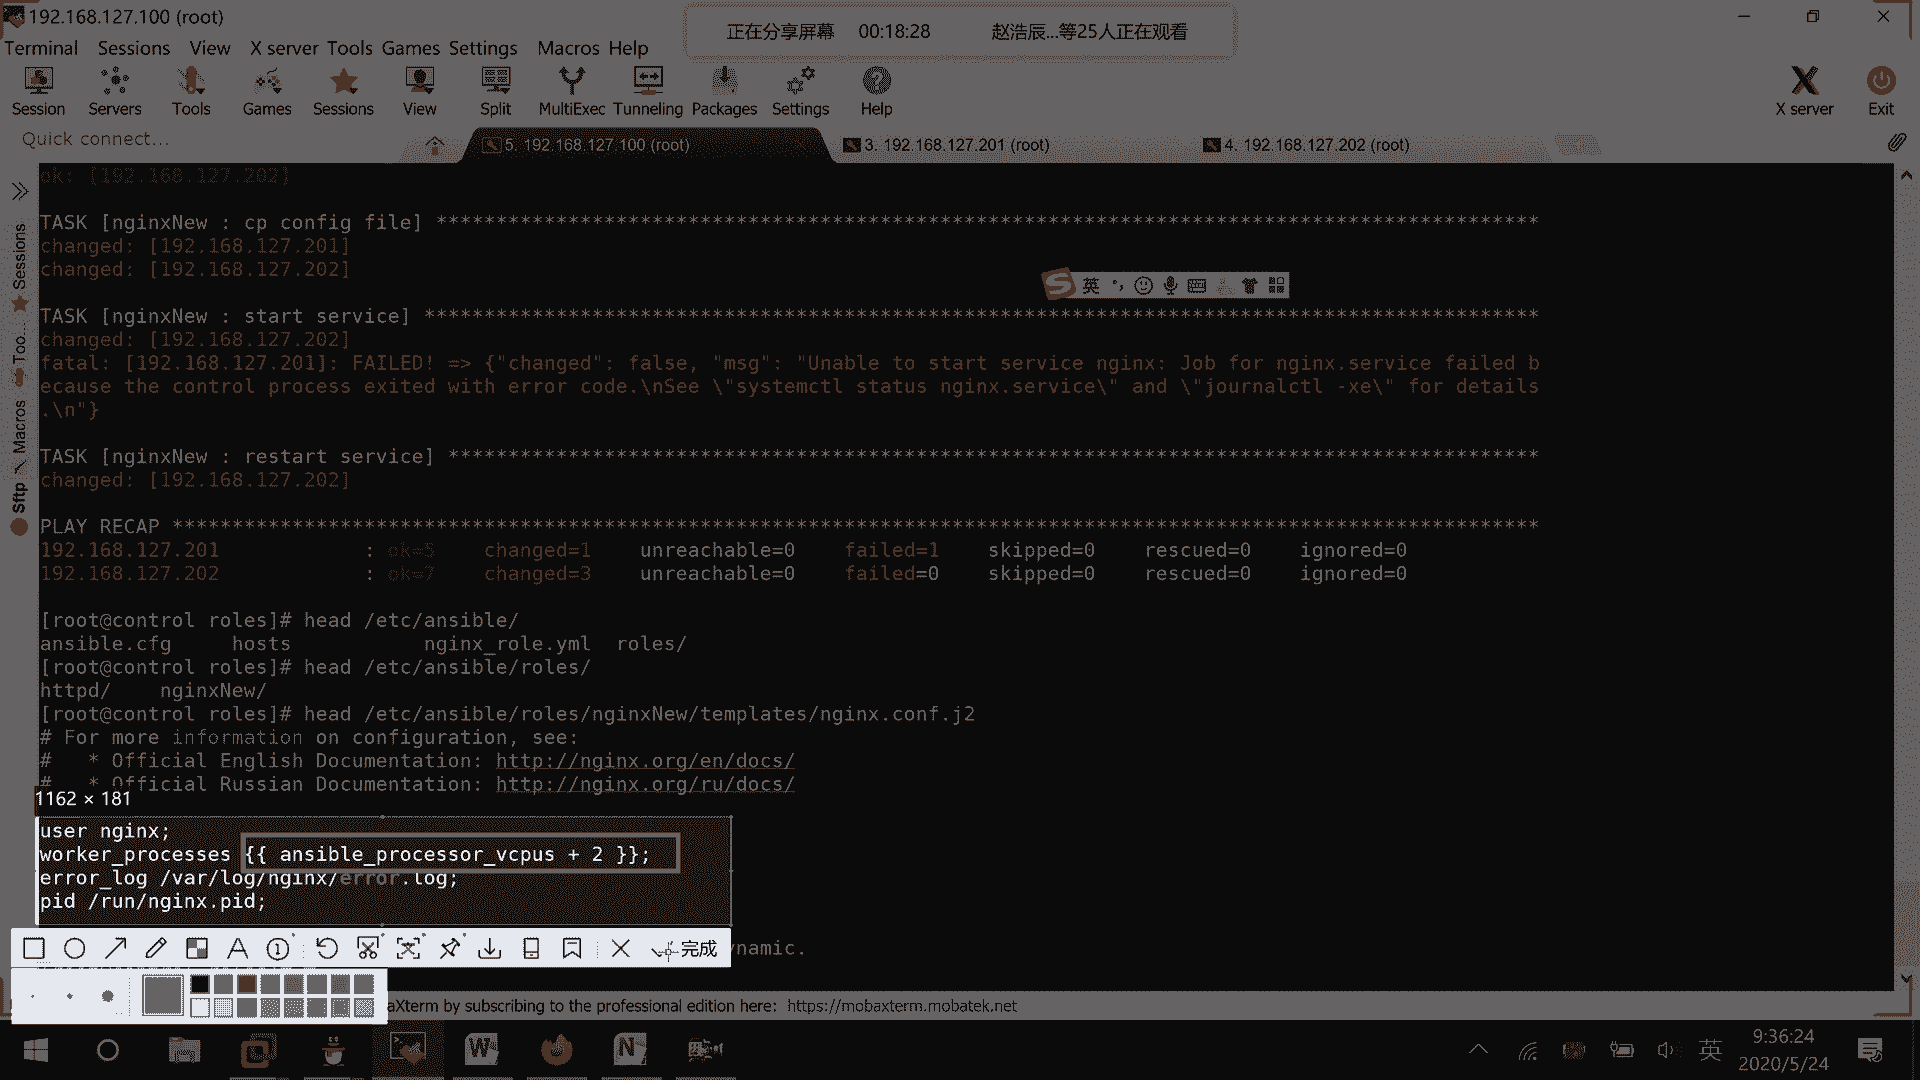 192.168.127.100 (root)
正在分享屏幕 00:18:28 赵浩辰...等25人正在观看
Terminal Sessions View X server Tools Games Settings Macros Help
Session Servers Tools Games Sessions View Split MultiExec Tunneling Packages Settings Help X server Exit
Quick connect...
5. 192.168.127.100 (root) 3. 192.168.127.201 (root) 4. 192.168.127.202 (root)
Sessions
Too...
Macros
Sftp
ok: [192.168.127.202]
TASK [nginxNew : cp config file] ********************************************************************************************
changed: [192.168.127.201]
changed: [192.168.127.202]
英
TASK [nginxNew : start service] *********************************************************************************************
changed: [192.168.127.202]
fatal: [192.168.127.201]: FAILED! => {"changed": false, "msg": "Unable to start service nginx: Job for nginx.service failed b
ecause the control process exited with error code.\nSee \"systemctl status nginx.service\" and \"journalctl -xe\" for details
.\n"}
TASK [nginxNew : restart service] *******************************************************************************************
changed: [192.168.127.202]
PLAY RECAP ******************************************************************************************************************
192.168.127.201 : ok=5 changed=1 unreachable=0 failed=1 skipped=0 rescued=0 ignored=0
192.168.127.202 : ok=7 changed=3 unreachable=0 failed=0 skipped=0 rescued=0 ignored=0
[root@control roles]# head /etc/ansible/
ansible.cfg hosts nginx_role.yml roles/
[root@control roles]# head /etc/ansible/roles/
httpd/ nginxNew/
[root@control roles]# head /etc/ansible/roles/nginxNew/templates/nginx.conf.j2
# For more information on configuration, see:
# * Official English Documentation: http://nginx.org/en/docs/
# * Official Russian Documentation: http://nginx.org/ru/docs/
1162 × 181
user nginx;
worker_processes {{ ansible_processor_vcpus + 2 }};
error_log /var/log/nginx/error.log;
pid /run/nginx.pid;
完成
namic.
aXterm by subscribing to the professional edition here: https://mobaxterm.mobatek.net
英
9:36:24
2020/5/24